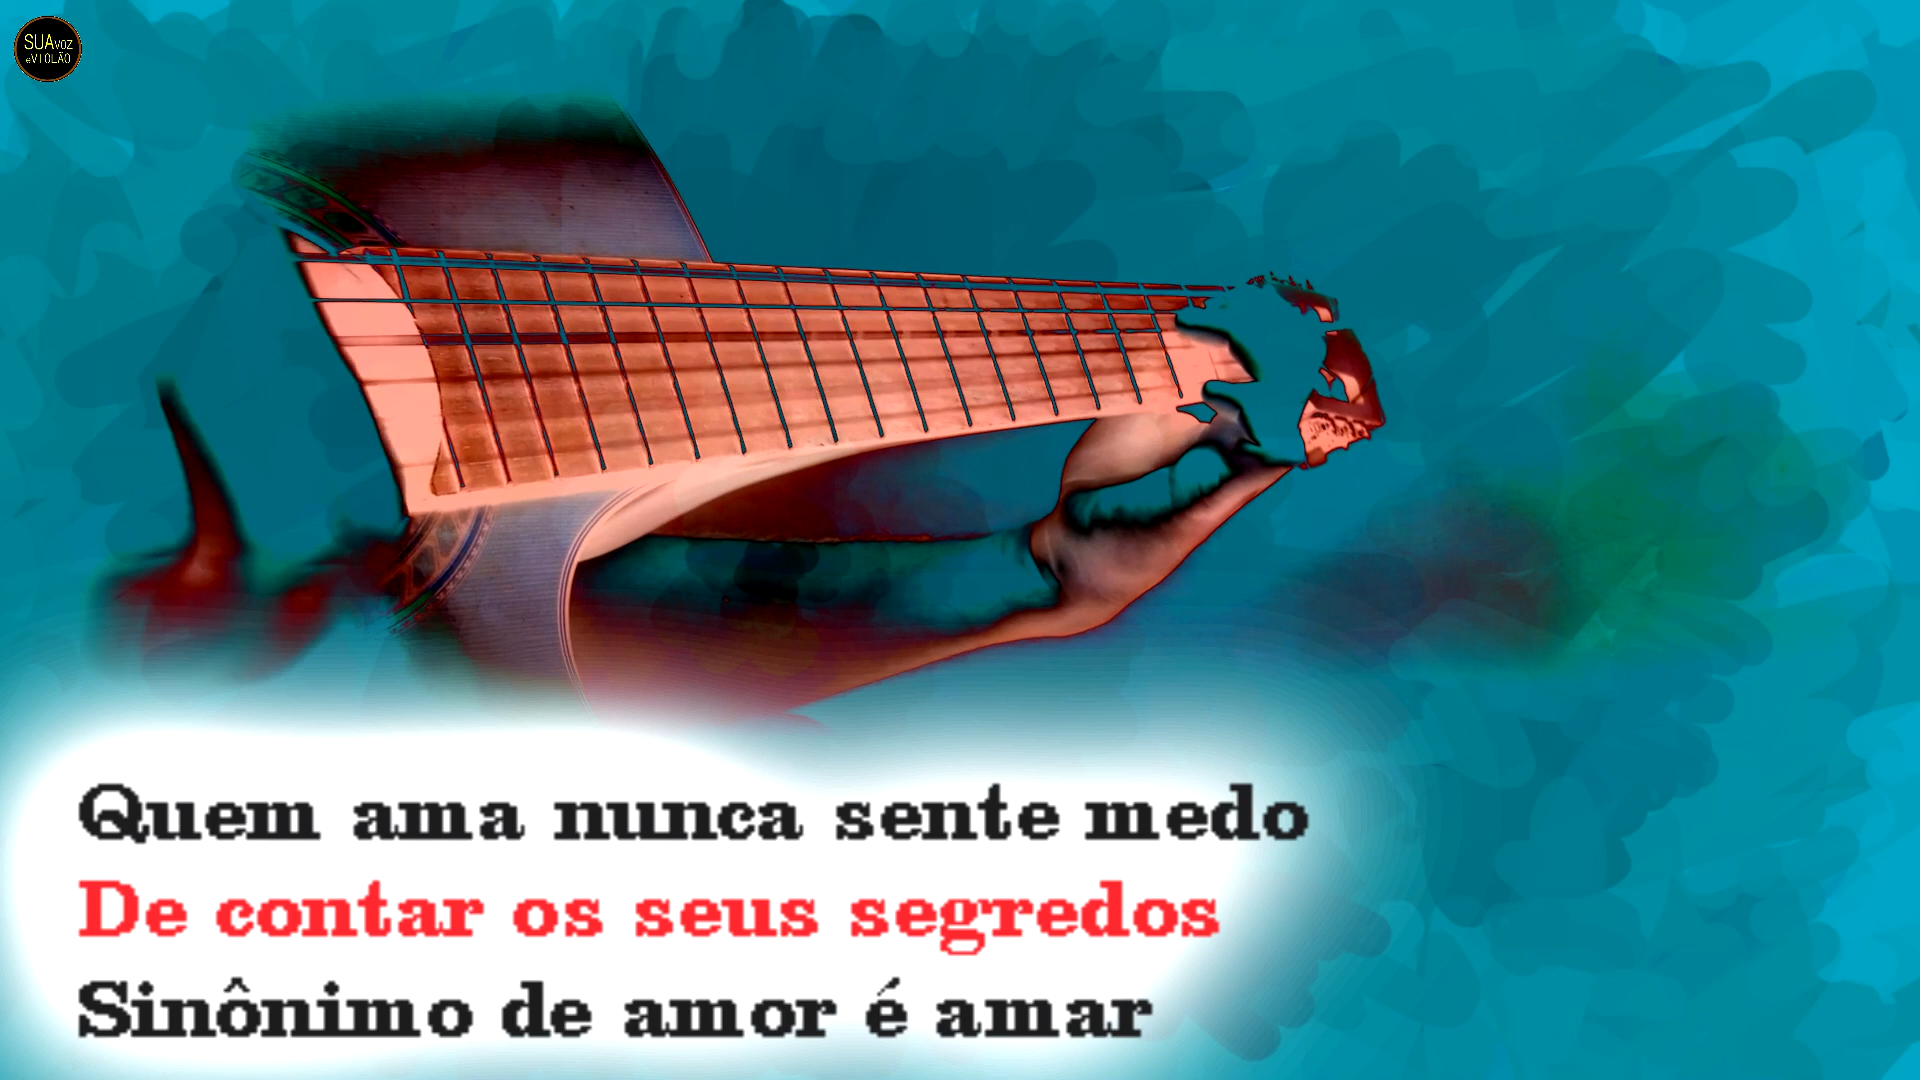 SUAVOZ
eVIOLÃO
Quem ama nunca sente medo
De contar os seus segredos
Sinônimo de amor é amar